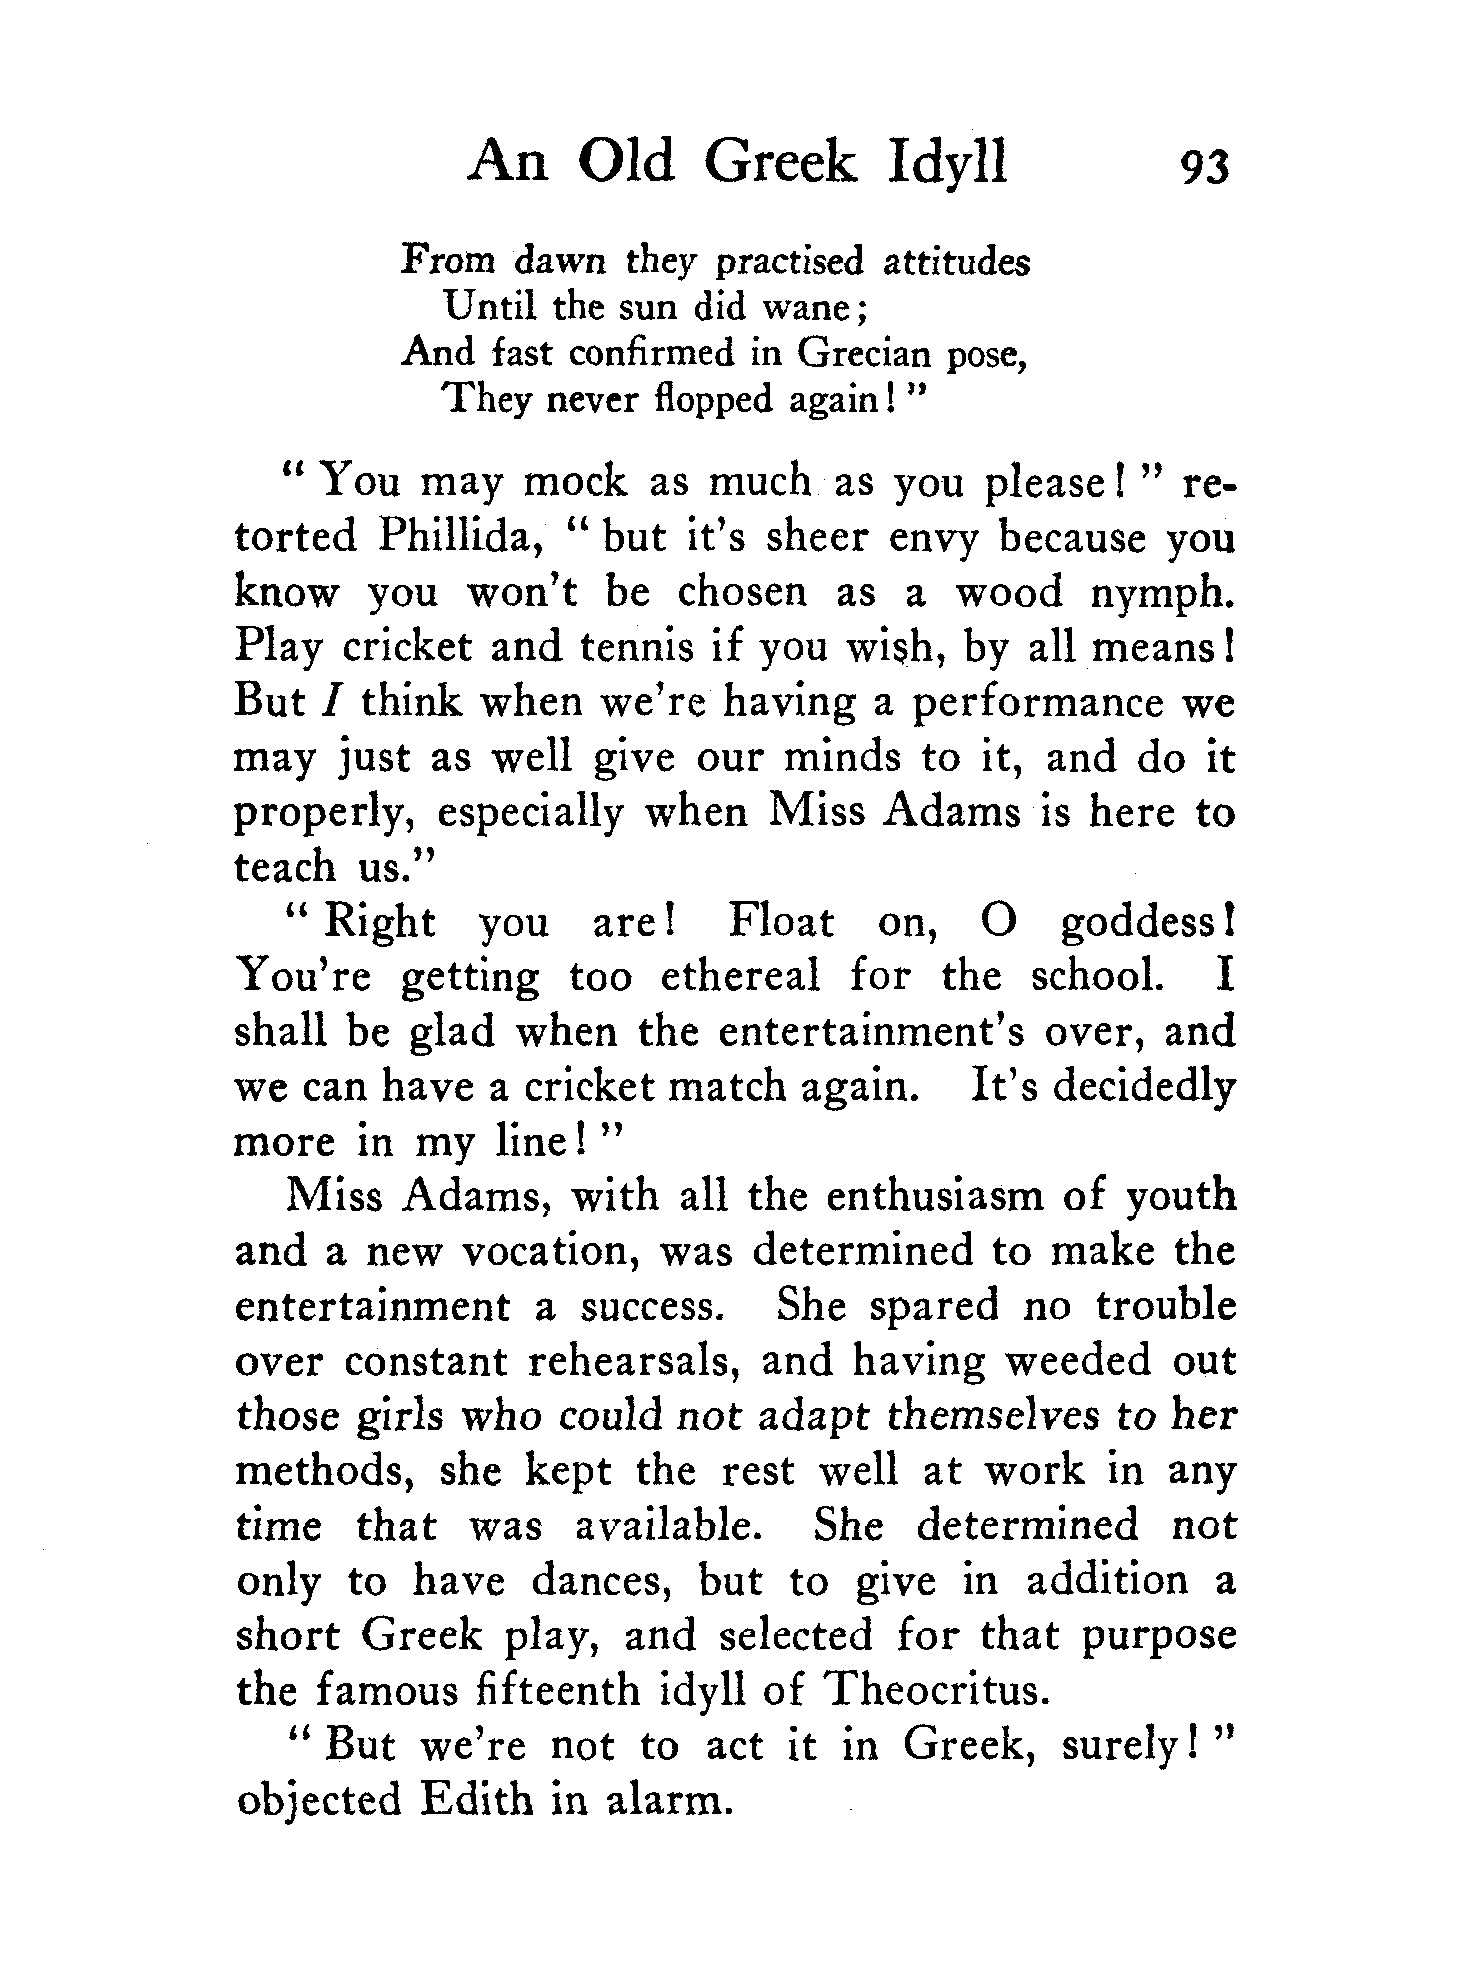 An Old Greek Idyll 93
From dawn they practised attitudes
Until the sun did wane;
And fast confirmed in Grecian pose,
They never flopped again!"
"You may mock as much as you please!" re-
torted Phillida, "but it's sheer envy because you
know you won't be chosen as a wood nymph.
Play cricket and tennis if you wish, by all means!
But I think when we're having a performance we
may just as well give our minds to it, and do it
properly, especially when Miss Adams is here to
teach us."
"Right you are! Float on, O goddess!
You're getting too ethereal for the school. I
shall be glad when the entertainment's over, and
we can have a cricket match again. It's decidedly
more in my line!"
Miss Adams, with all the enthusiasm of youth
and a new vocation, was determined to make the
entertainment a success. She spared no trouble
over constant rehearsals, and having weeded out
those girls who could not adapt themselves to her
methods, she kept the rest well at work in any
time that was available. She determined not
only to have dances, but to give in addition a
short Greek play, and selected for that purpose
the famous fifteenth idyll of Theocritus.
"But we're not to act it in Greek, surely!"
objected Edith in alarm.